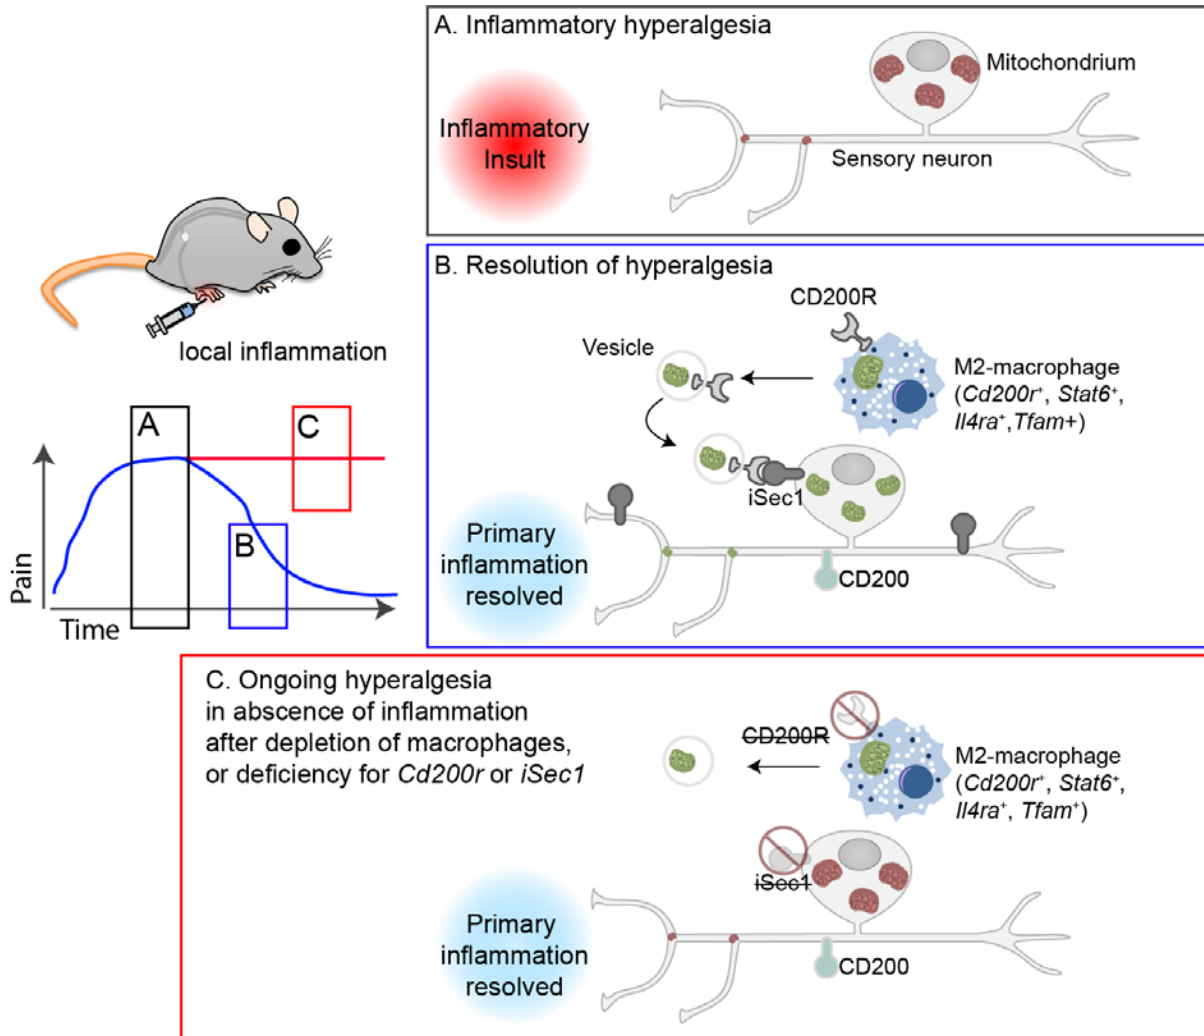 A. Inflammatory hyperalgesia
Mitochondrium
Inflammatory
Insult
Sensory neuron
local inflammation
A
C
B
Pain
Time
B. Resolution of hyperalgesia
CD200R
Vesicle
M2-macrophage
(Cd200r⁺, Stat6⁺,
Il4ra⁺,Tfam+)
iSec1
Primary
inflammation
resolved
CD200
C. Ongoing hyperalgesia
in abscence of inflammation
after depletion of macrophages,
or deficiency for Cd200r or iSec1
CD200R
M2-macrophage
(Cd200r⁺, Stat6⁺,
Il4ra⁺, Tfam⁺)
iSec1
Primary
inflammation
resolved
CD200